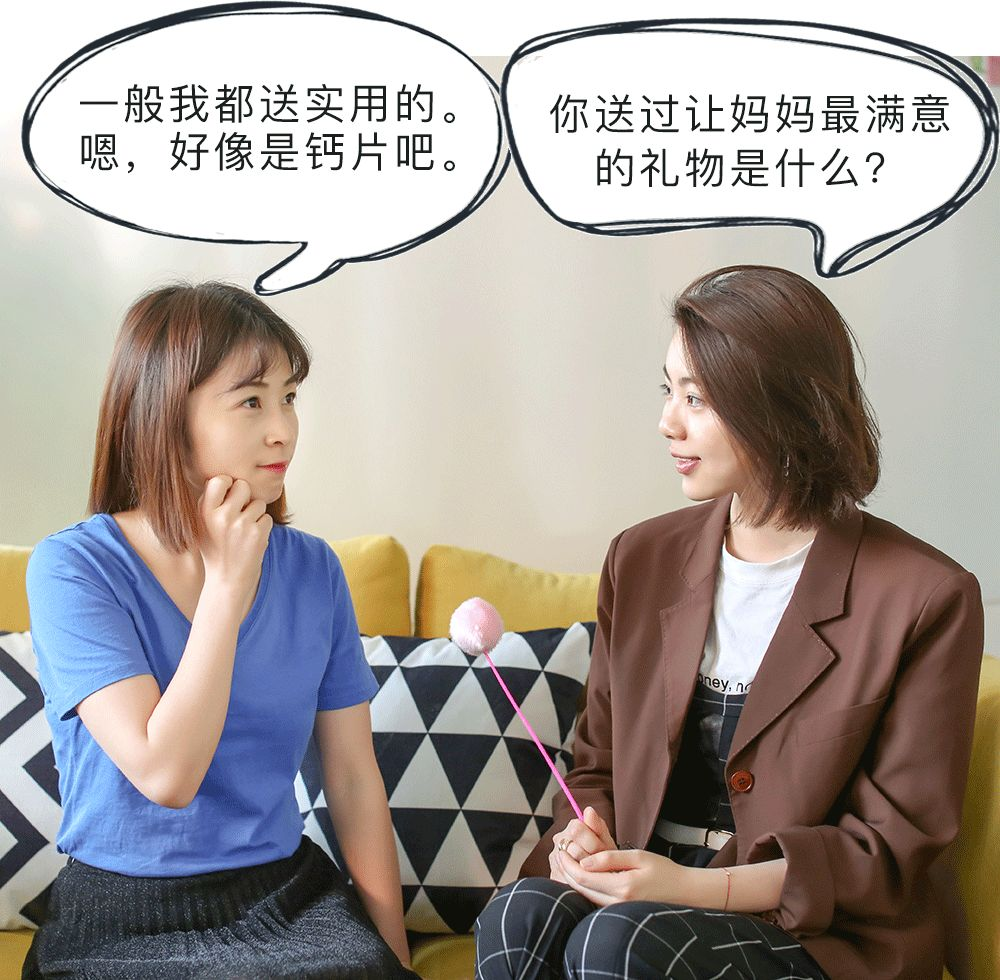 一般我都送实用的。
嗯，好像是钙片吧。
你送过让妈妈最满意
的礼物是什么？
oney, n